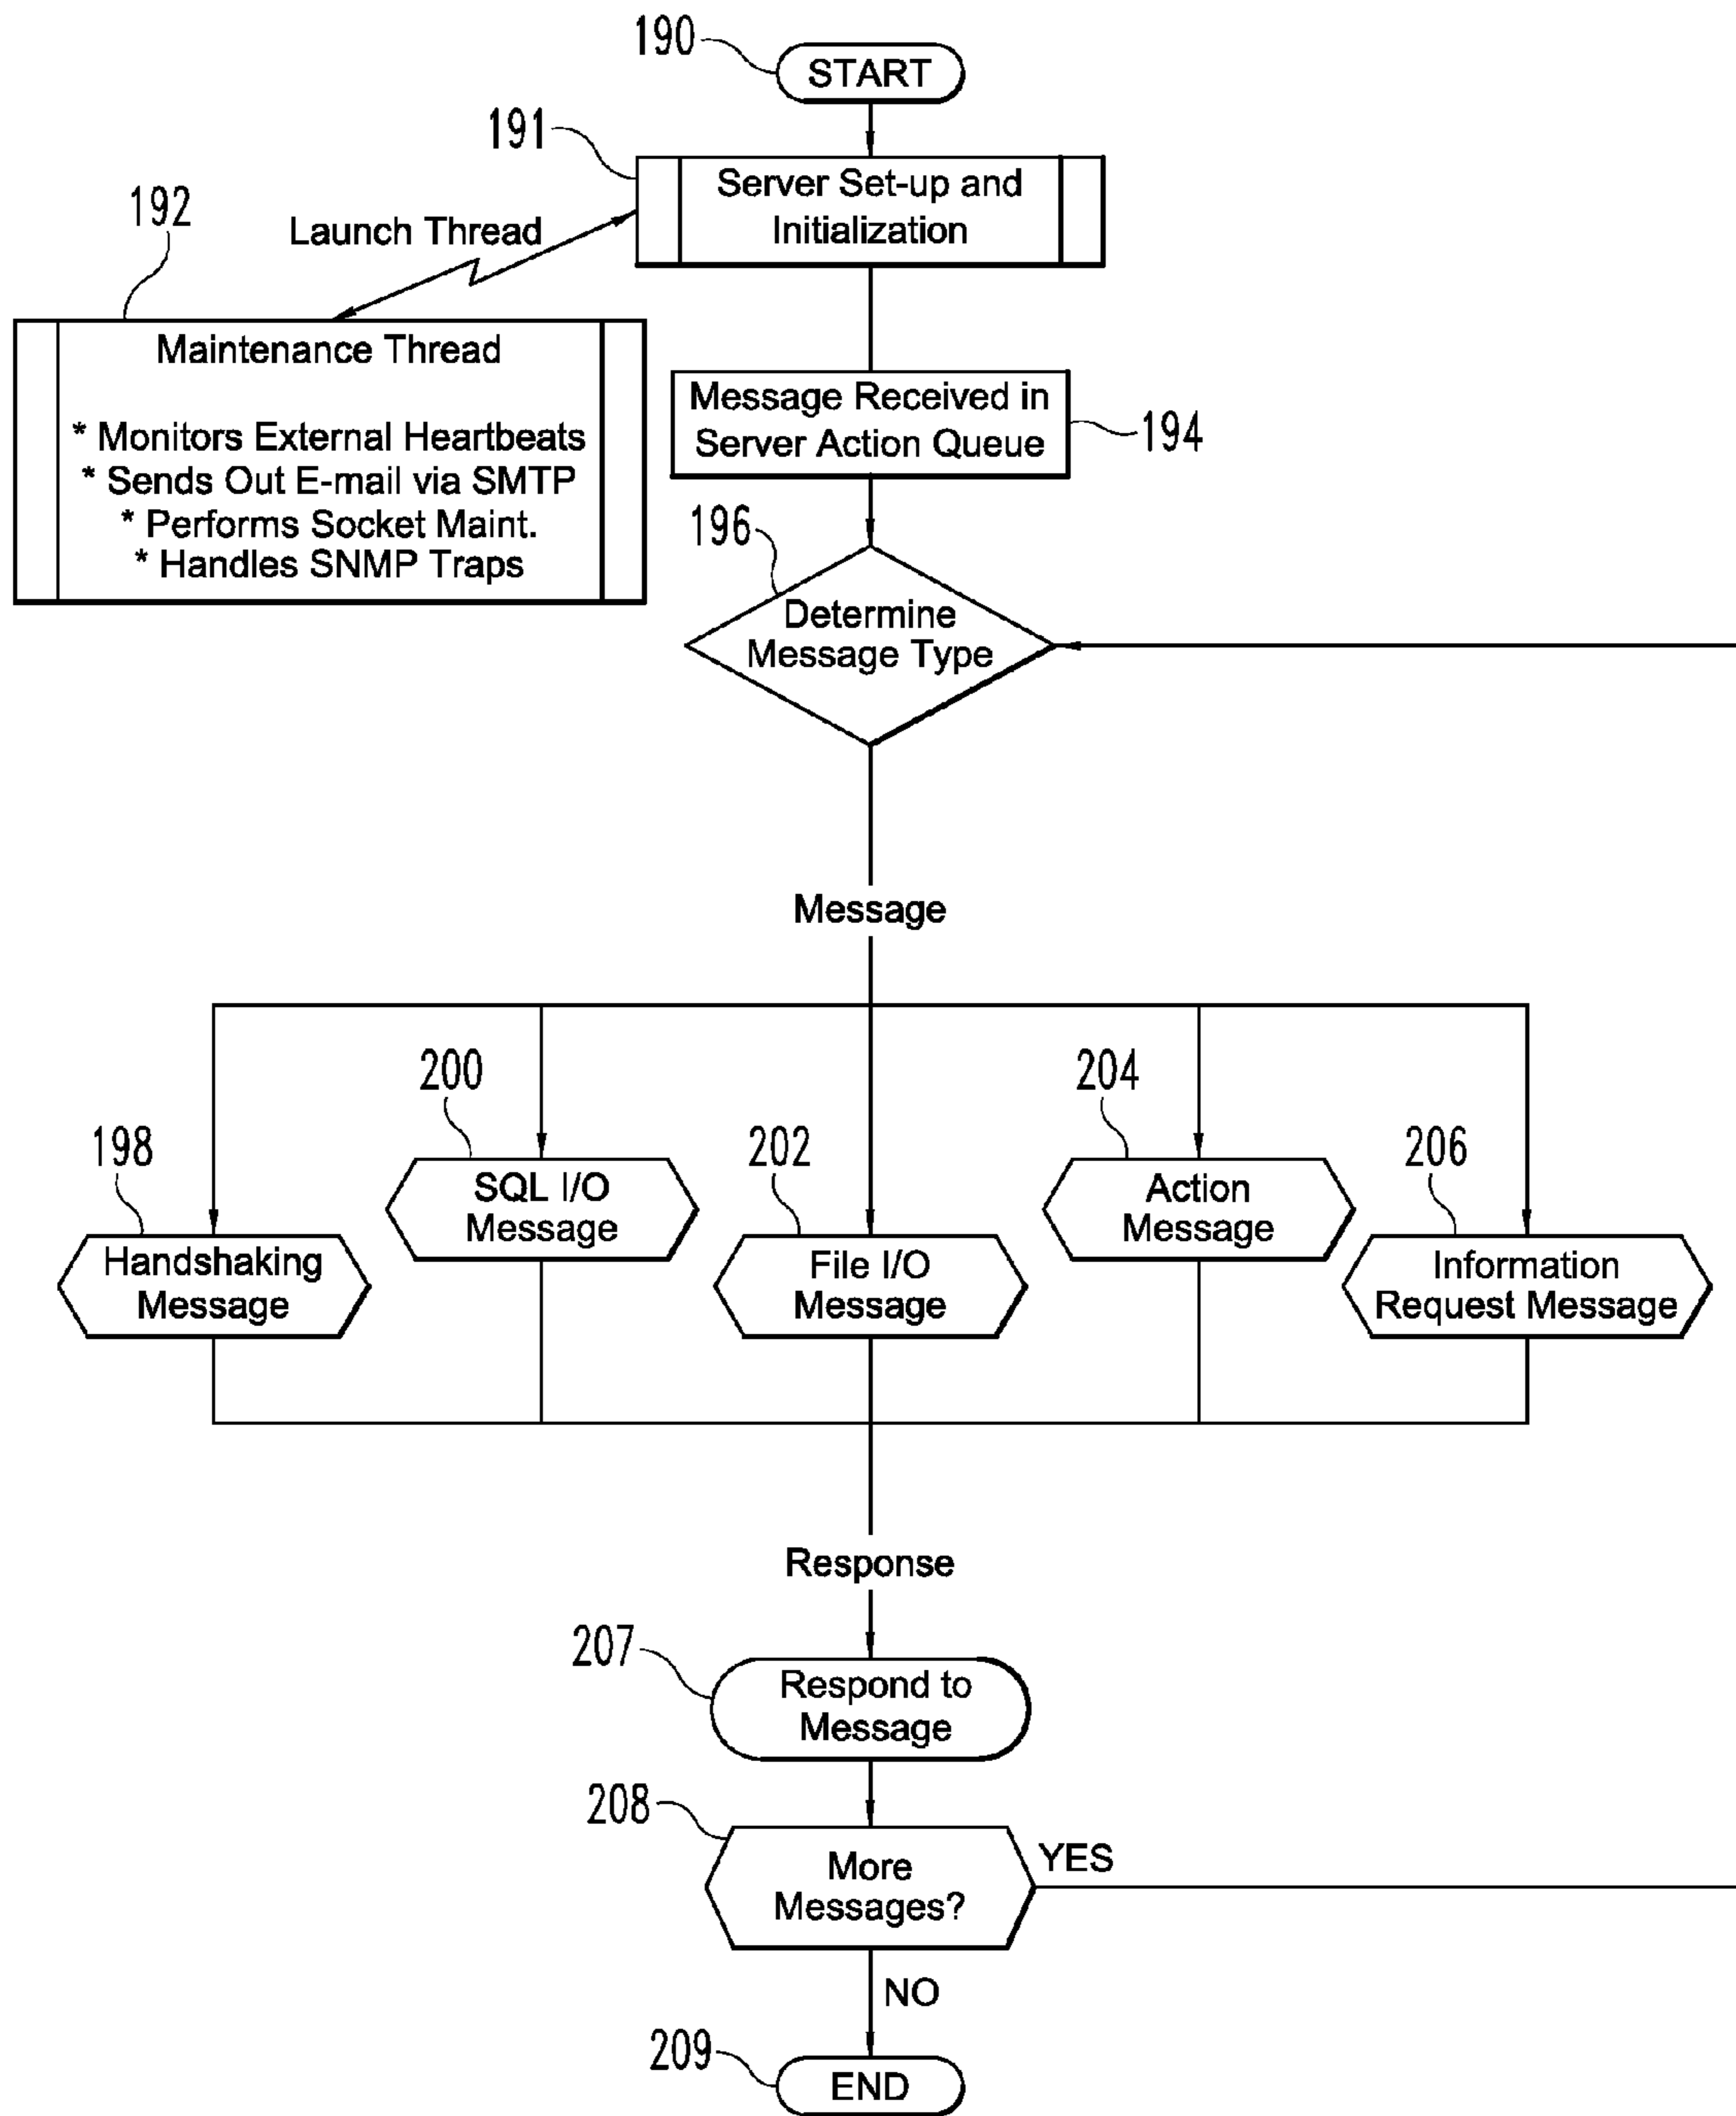 190
START
191
Server Set-up and
Initialization
192
Launch Thread
Maintenance Thread
* Monitors External Heartbeats
* Sends Out E-mail via SMTP
* Performs Socket Maint.
* Handles SNMP Traps
Message Received in
Server Action Queue
194
196
Determine
Message Type
Message
198
Handshaking
Message
200
SQL I/O
Message
202
File I/O
Message
204
Action
Message
206
Information
Request Message
Response
207
Respond to
Message
208
More
Messages?
YES
NO
209
END